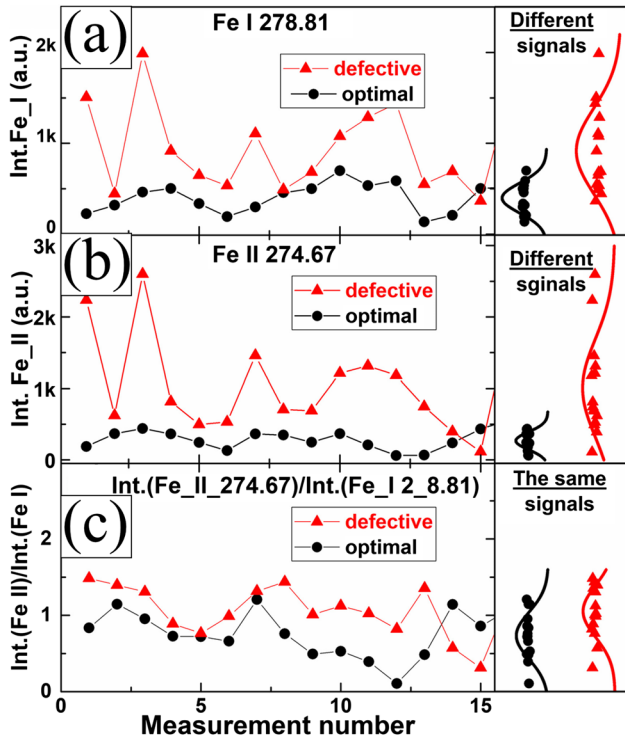 (a)
Fe I 278.81
Different
signals
defective
optimal
Int.Fe_I (a.u.)
2k
1k
0
(b)
Fe II 274.67
Different
sginals
defective
optimal
Int. Fe_II (a.u.)
3k
2k
1k
0
(c)
Int.(Fe_II_274.67)/Int.(Fe_I 2_8.81)
The same
signals
defective
optimal
Int.(Fe II)/Int.(Fe I)
2
1
0
0
5
10
15
Measurement number